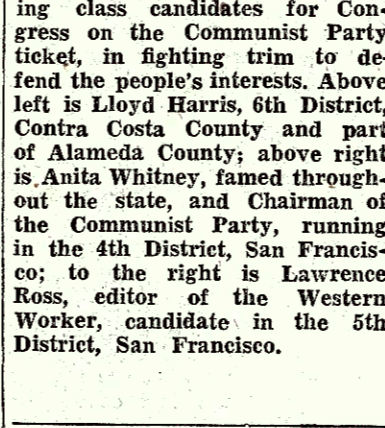 ing class candidates for Con-
gress on the Communist Party
ticket, in fighting trim to de-
fend the people's interests. Above
left is Lloyd Harris, 6th District,
Contra Costa County and part
of Alameda County; above right
is Anita Whitney, famed through-
out the state, and Chairman of
the Communist Party, running
in the 4th District, San Francis-
co; to the right is Lawrence
Ross, editor of the Western
Worker, candidate in the 5th
District, San Francisco.